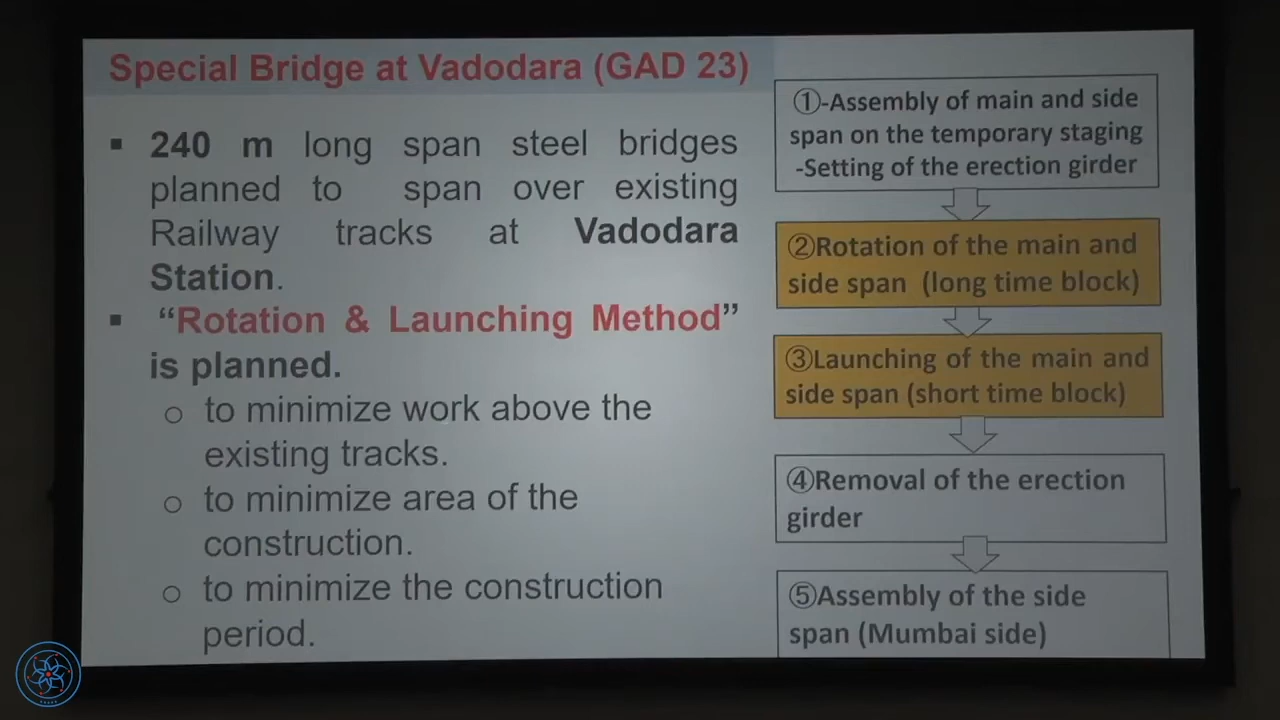 Special Bridge at Vadodara (GAD 23)
▪ 240 m long span steel bridges
planned to span over existing
Railway tracks at Vadodara
Station.
▪ “Rotation & Launching Method”
is planned.
o to minimize work above the
existing tracks.
o to minimize area of the
construction.
o to minimize the construction
period.
①-Assembly of main and side
span on the temporary staging
-Setting of the erection girder
②Rotation of the main and
side span (long time block)
③Launching of the main and
side span (short time block)
④Removal of the erection
girder
⑤Assembly of the side
span (Mumbai side)